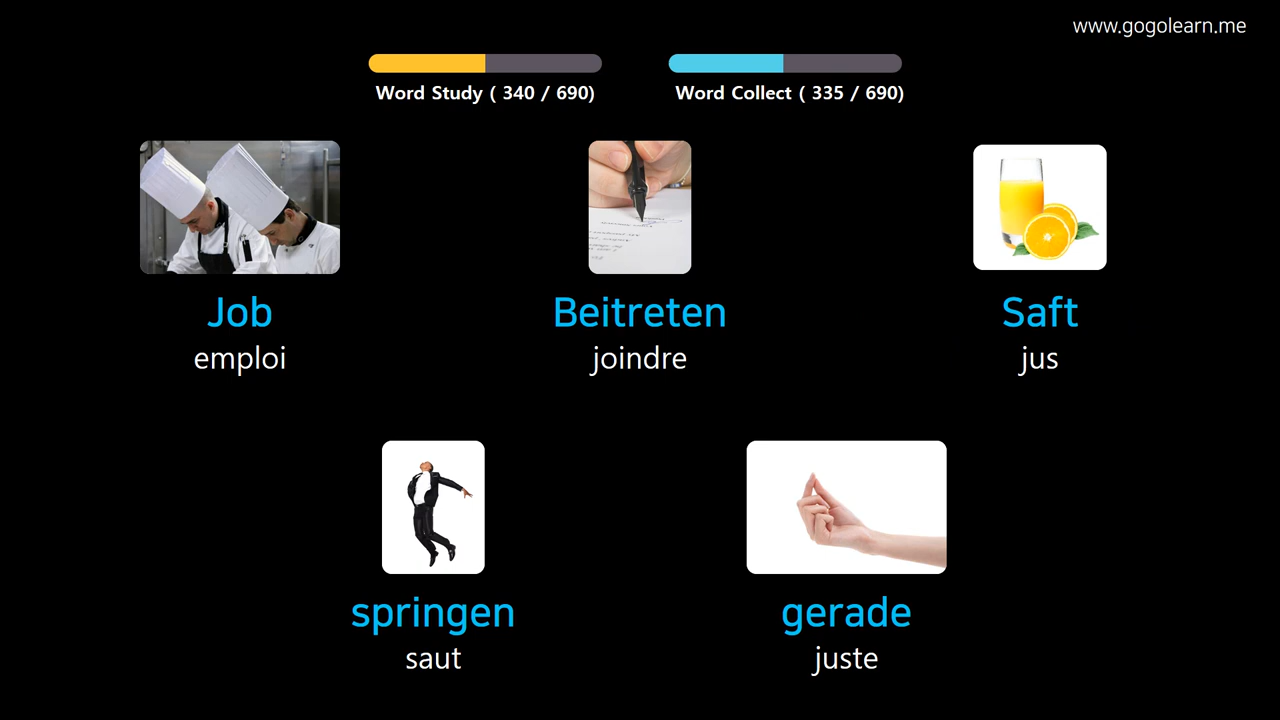 www.gogolearn.me
Word Study ( 340 / 690)
Word Collect ( 335 / 690)
Job
emploi
Beitreten
joindre
Saft
jus
springen
saut
gerade
juste